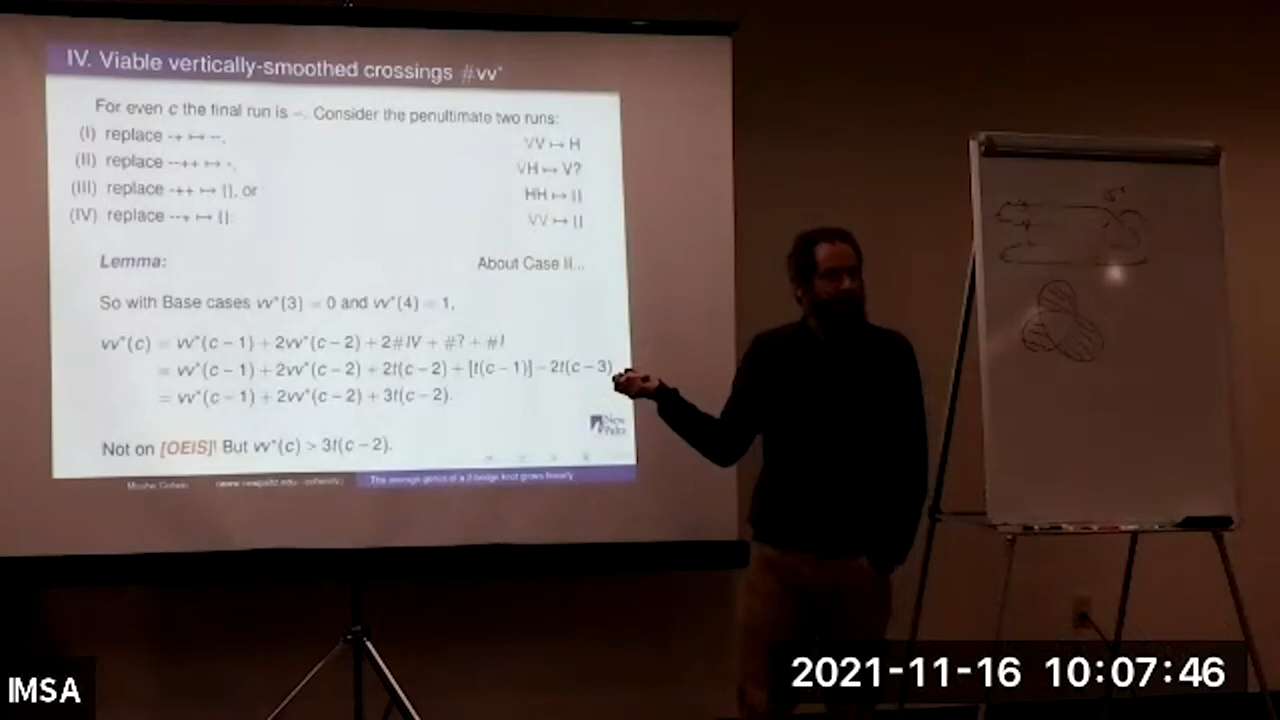 IV. Viable vertically-smoothed crossings #vv*
For even c the final run is −. Consider the penultimate two runs:
(I) replace -+ ↦ --, VV ↦ H
(II) replace --++ ↦ -, VH ↦ V?
(III) replace -++ ↦ [], or HH ↦ []
(IV) replace --+ ↦ []. VV ↦ []
Lemma: About Case II...
So with Base cases vv*(3) = 0 and vv*(4) = 1,
vv*(c) = vv*(c − 1) + 2vv*(c − 2) + 2#IV + #? + #I
= vv*(c − 1) + 2vv*(c − 2) + 2t(c − 2) + [t(c − 1)] − 2t(c − 3)
= vv*(c − 1) + 2vv*(c − 2) + 3t(c − 2).
Not on [OEIS]! But vv*(c) > 3t(c − 2).
New Paltz
Moshe Cohen The average genus of a 2-bridge knot grows linearly
IMSA
2021-11-16 10:07:46